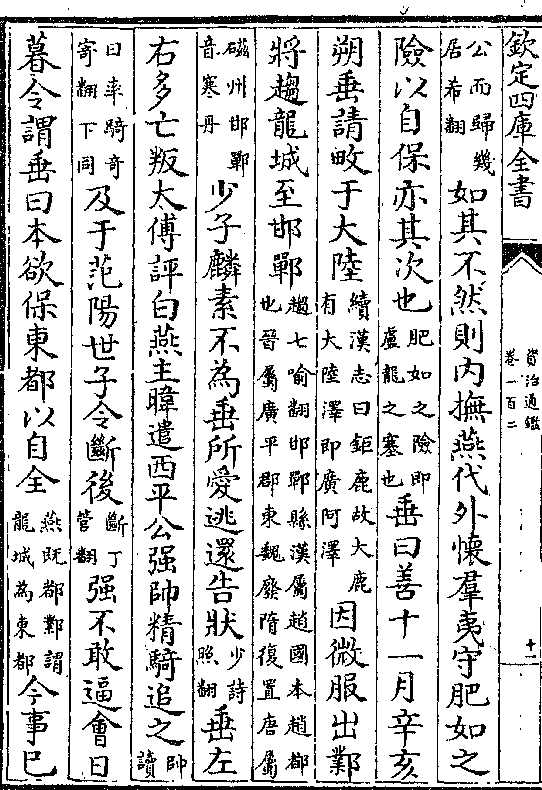 欽定四庫全書
資治通鑑
卷一百二
十一
公而歸幾
居希翻
如其不然則内撫燕代外懷羣夷守肥如之
險以自保亦其次也
肥如之險即
盧龍之塞也
垂曰善十一月辛亥
朔垂請畋于大陸
續漢志曰鉅鹿故大鹿
有大陸澤即廣阿澤
因微服出鄴
將趨龍城至邯鄲
趨七喻翻邯鄲縣漢屬趙國本趙都
也晉屬廣平郡東魏廢隋復置唐屬
磁州邯鄲
音寒丹
少子麟素不為垂所愛逃還告狀
少詩
照翻
垂左
右多亡叛太傅評白燕主暐遣西平公强帥精騎追之
帥
讀
曰率騎奇
寄翻下同
及于范陽世子令斷後
斷丁
管翻
强不敢逼會日
暮令謂垂曰本欲保東都以自全
燕既都鄴謂
龍城為東都
今事已